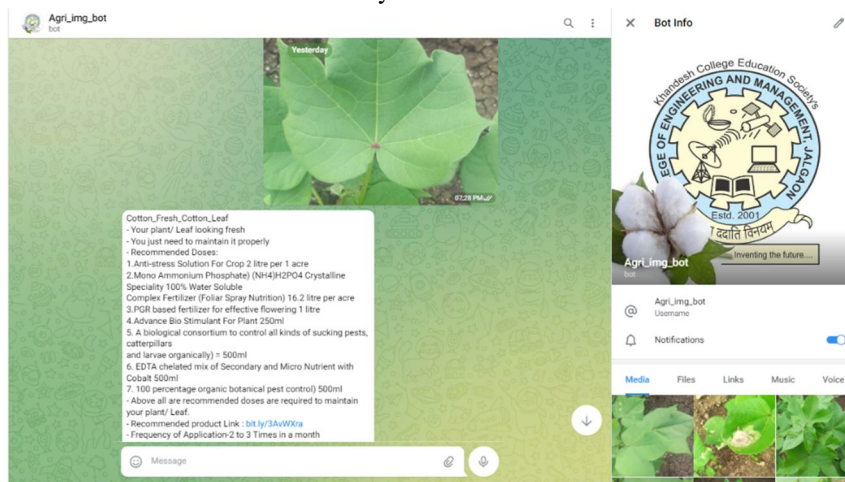 Agri_img_bot
bot
Yesterday
07:28 PM
Cotton_Fresh_Cotton_Leaf
- Your plant/ Leaf looking fresh
- You just need to maintain it properly
- Recommended Doses:
1.Anti-stress Solution For Crop 2 litre per 1 acre
2.Mono Ammonium Phosphate) (NH4)H2PO4 Crystalline
Speciality 100% Water Soluble
Complex Fertilizer (Foliar Spray Nutrition) 16.2 litre per acre
3.PGR based fertilizer for effective flowering 1 litre
4.Advance Bio Stimulant For Plant 250ml
5. A biological consortium to control all kinds of sucking pests,
catterpillars
and larvae organically) = 500ml
6. EDTA chelated mix of Secondary and Micro Nutrient with
Cobalt 500ml
7. 100 percentage organic botanical pest control) 500ml
- Above all are recommended doses are required to maintain
your plant/ Leaf.
- Recommended product Link : bit.ly/3AvWXra
- Frequency of Application-2 to 3 Times in a month
Message
Bot Info
Khandesh College Education Society's
EGE OF ENGINEERING AND MANAGEMENT, JALGAON
Estd. 2001
ददाति विनयम्
Inventing the future....
Agri_img_bot
bot
Agri_img_bot
Username
Notifications
Media
Files
Links
Music
Voice